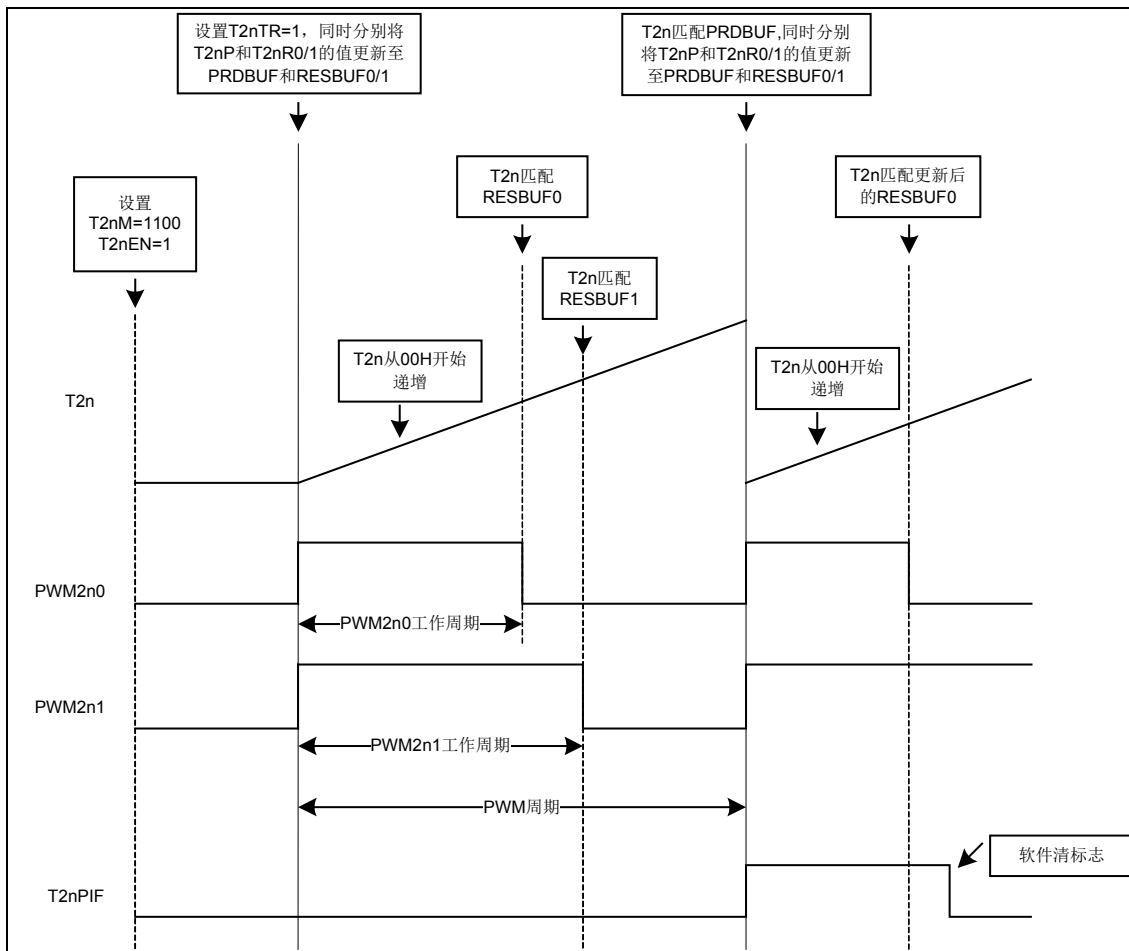 设置T2nTR=1，同时分别将
T2nP和T2nR0/1的值更新至
PRDBUF和RESBUF0/1
T2n匹配PRDBUF,同时分别
将T2nP和T2nR0/1的值更新
至PRDBUF和RESBUF0/1
设置
T2nM=1100
T2nEN=1
T2n匹配
RESBUF0
T2n匹配更新后
的RESBUF0
T2n匹配
RESBUF1
T2n从00H开始
递增
T2n从00H开始
递增
T2n
PWM2n0
PWM2n0工作周期
PWM2n1
PWM2n1工作周期
PWM周期
软件清标志
T2nPIF